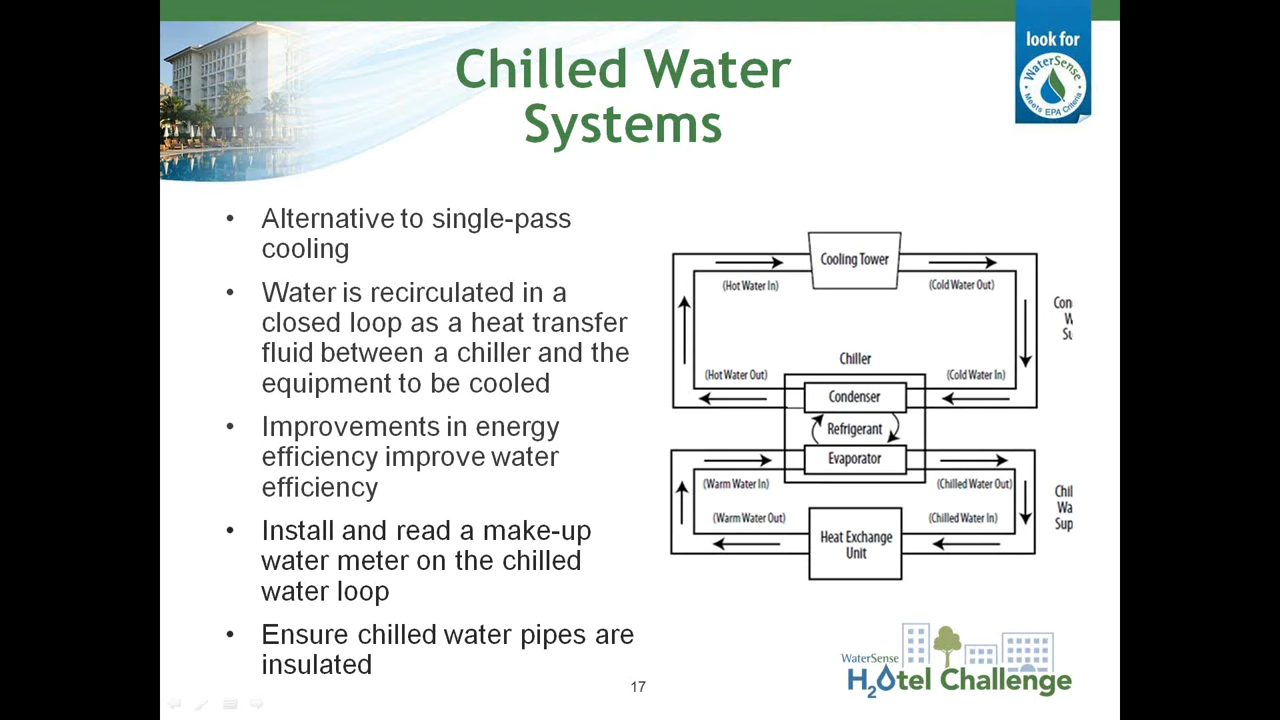 Chilled Water
Systems
look for
WaterSense
Meets EPA Criteria
• Alternative to single-pass
cooling
• Water is recirculated in a
closed loop as a heat transfer
fluid between a chiller and the
equipment to be cooled
• Improvements in energy
efficiency improve water
efficiency
• Install and read a make-up
water meter on the chilled
water loop
• Ensure chilled water pipes are
insulated
Cooling Tower
(Hot Water In)
(Cold Water Out)
Chiller
(Hot Water Out)
(Cold Water In)
Condenser
Refrigerant
Evaporator
(Warm Water In)
(Chilled Water Out)
(Warm Water Out)
(Chilled Water In)
Heat Exchange
Unit
WaterSense
H2Otel Challenge
17